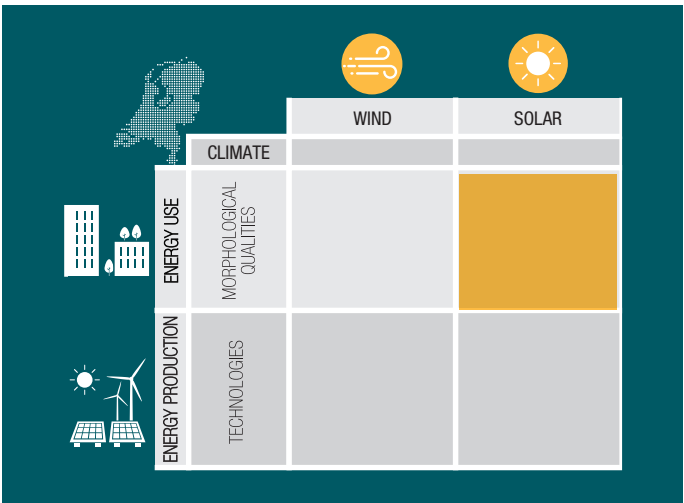 WIND
SOLAR
CLIMATE
ENERGY USE
MORPHOLOGICAL
QUALITIES
ENERGY PRODUCTION
TECHNOLOGIES